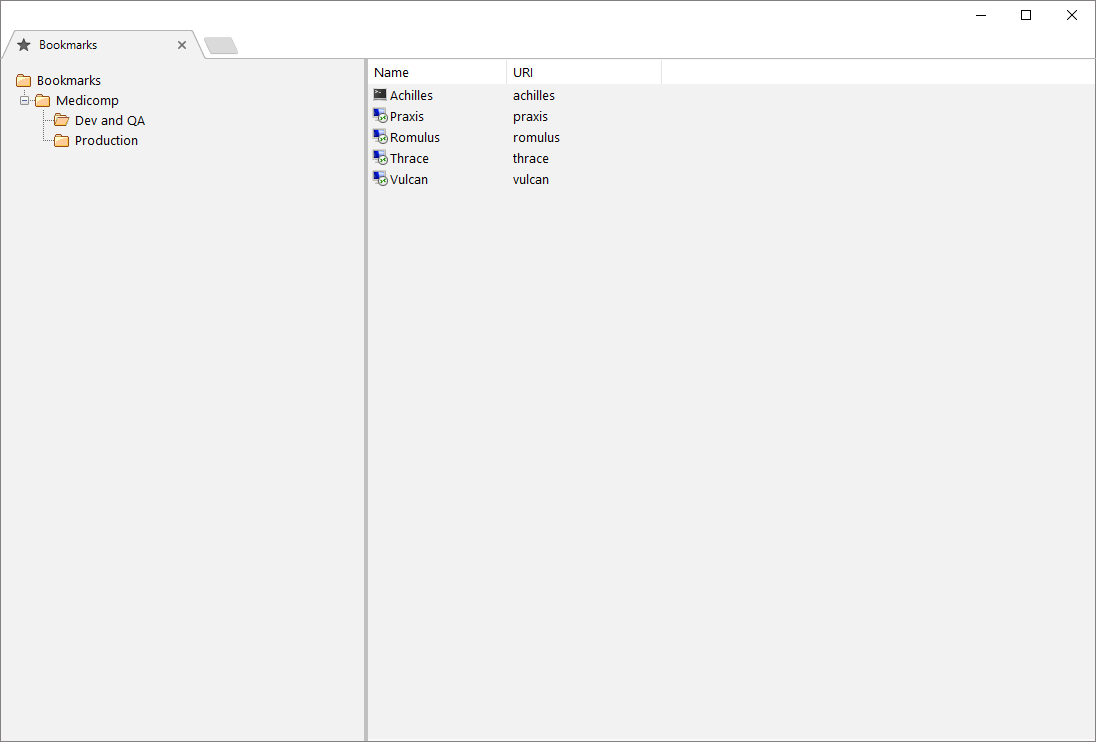 Bookmarks
Bookmarks
Medicomp
Dev and QA
Production
Name URI
Achilles achilles
Praxis praxis
Romulus romulus
Thrace thrace
Vulcan vulcan